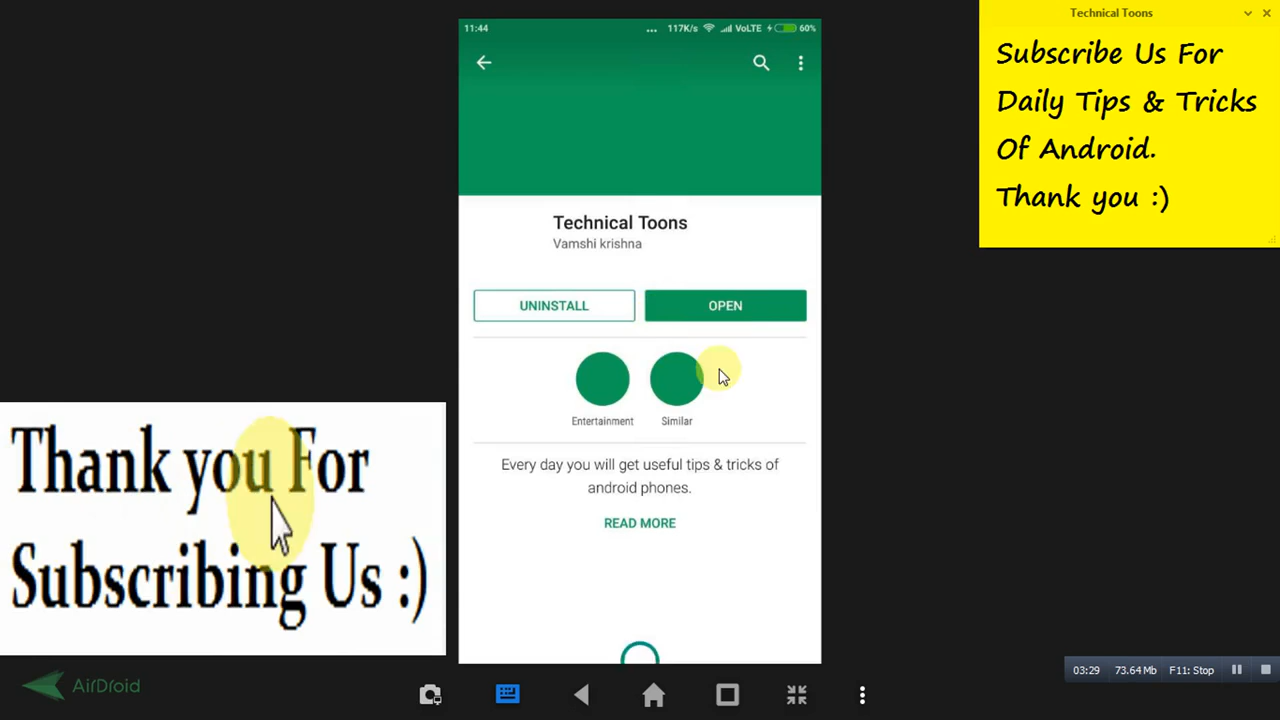 11:44 ... 117K/s VoLTE 60%
Technical Toons
Vamshi krishna
UNINSTALL OPEN
Entertainment Similar
Every day you will get useful tips & tricks of
android phones.
READ MORE
Technical Toons
Subscribe Us For
Daily Tips & Tricks
Of Android.
Thank you :)
Thank you For
Subscribing Us :)
AirDroid
03:29 73.64 Mb F11: Stop